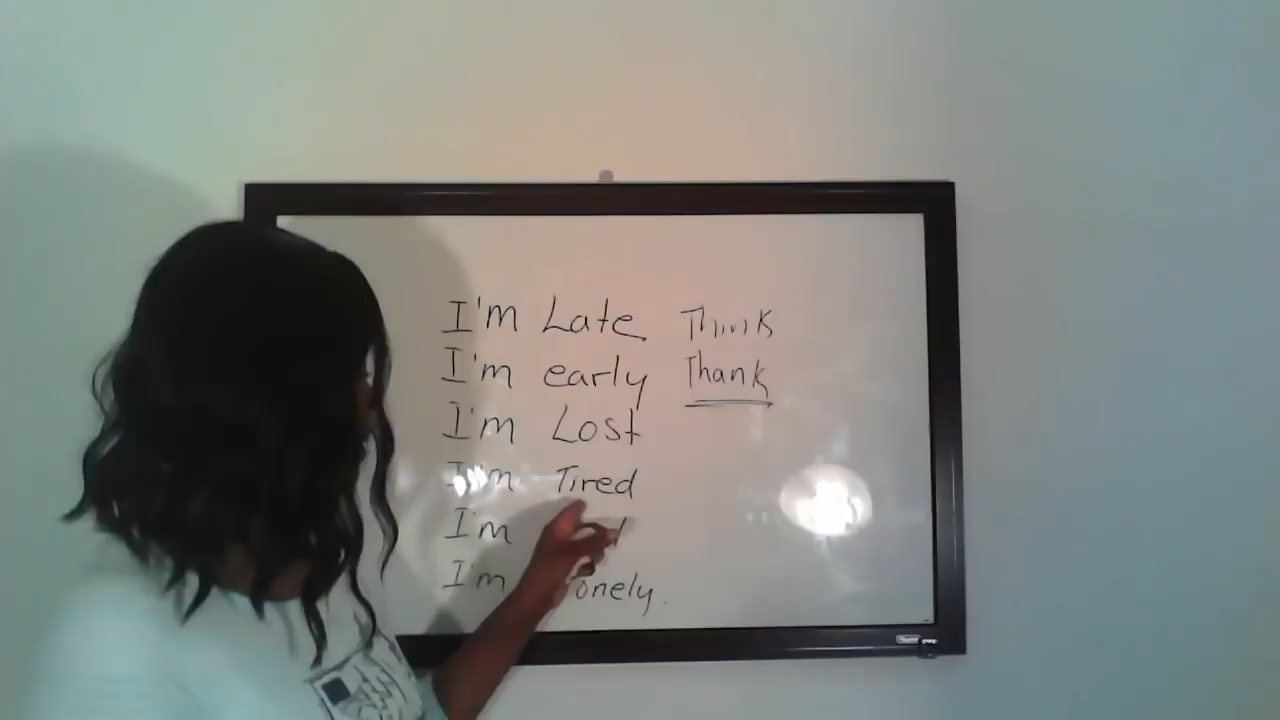 I'm Late Think
I'm early Thank
I'm Lost
I'm Tired
I'm
I'm